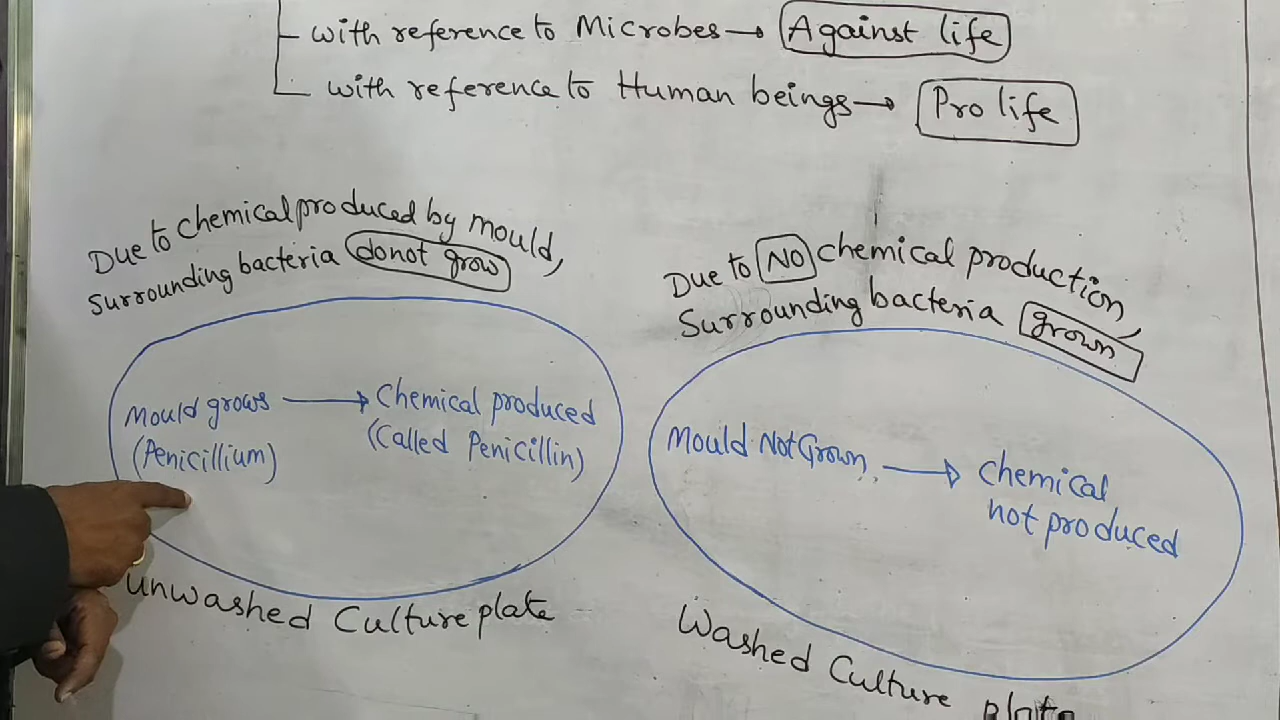 with reference to Microbes → Against life
with reference to Human beings → Pro life
Due to chemical produced by mould,
Surrounding bacteria donot grow
Mould grows → Chemical produced
(Penicillium) (Called Penicillin)
Unwashed Culture plate
Due to NO chemical production,
Surrounding bacteria grown
Mould Not Grown → Chemical
not produced
Washed Culture plate